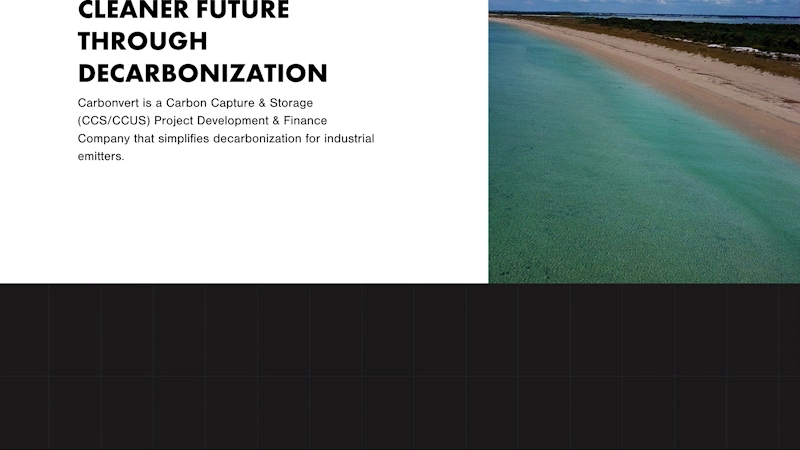 CLEANER FUTURE
THROUGH
DECARBONIZATION
Carbonvert is a Carbon Capture & Storage
(CCS/CCUS) Project Development & Finance
Company that simplifies decarbonization for industrial
emitters.